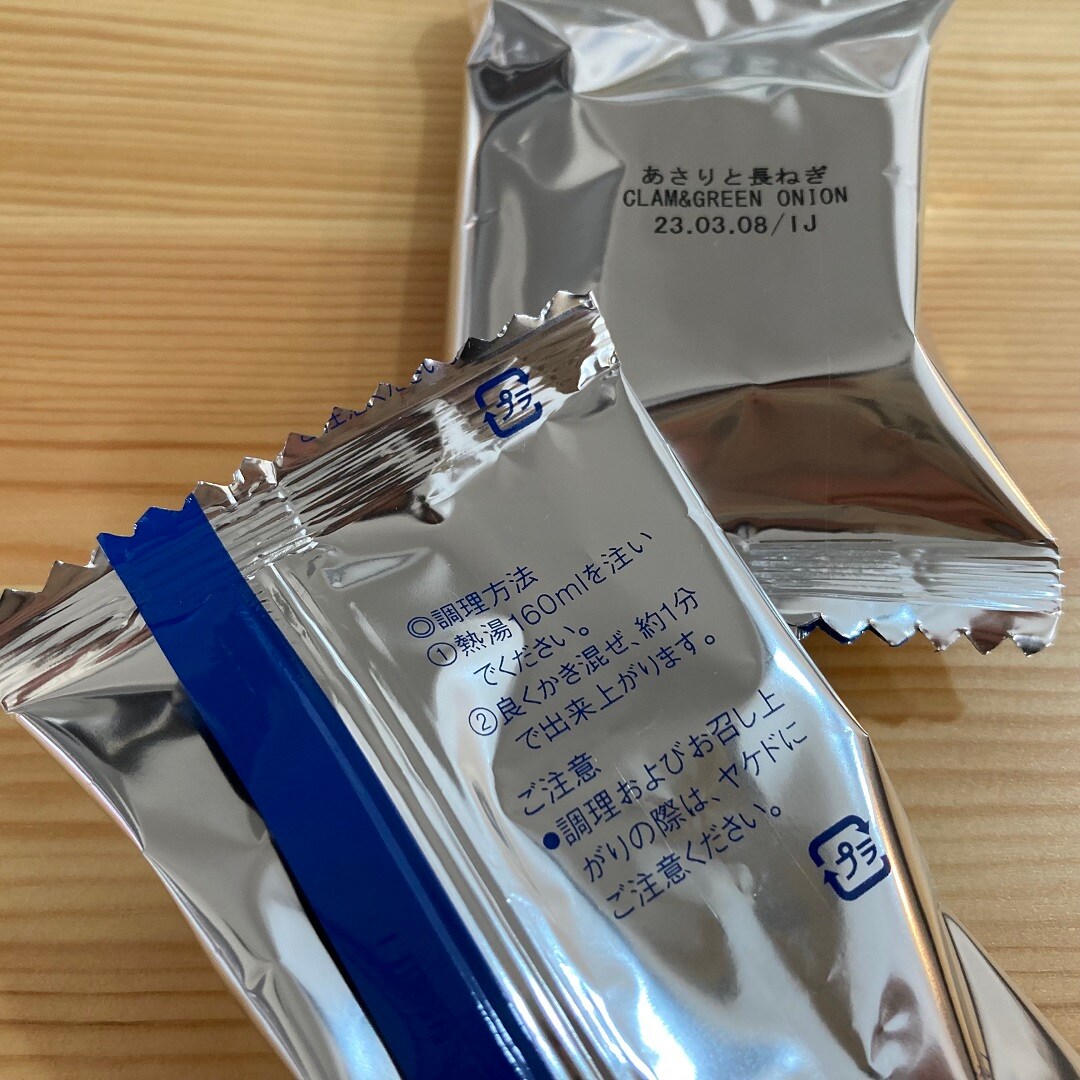 あさりと長ねぎ
CLAM&GREEN ONION
23.03.08/IJ
プラ
◎調理方法
①熱湯160mlを注い
でください。
②良くかき混ぜ、約1分
で出来上がります。
ご注意
●調理およびお召し上
がりの際は、ヤケドに
ご注意ください。
プラ